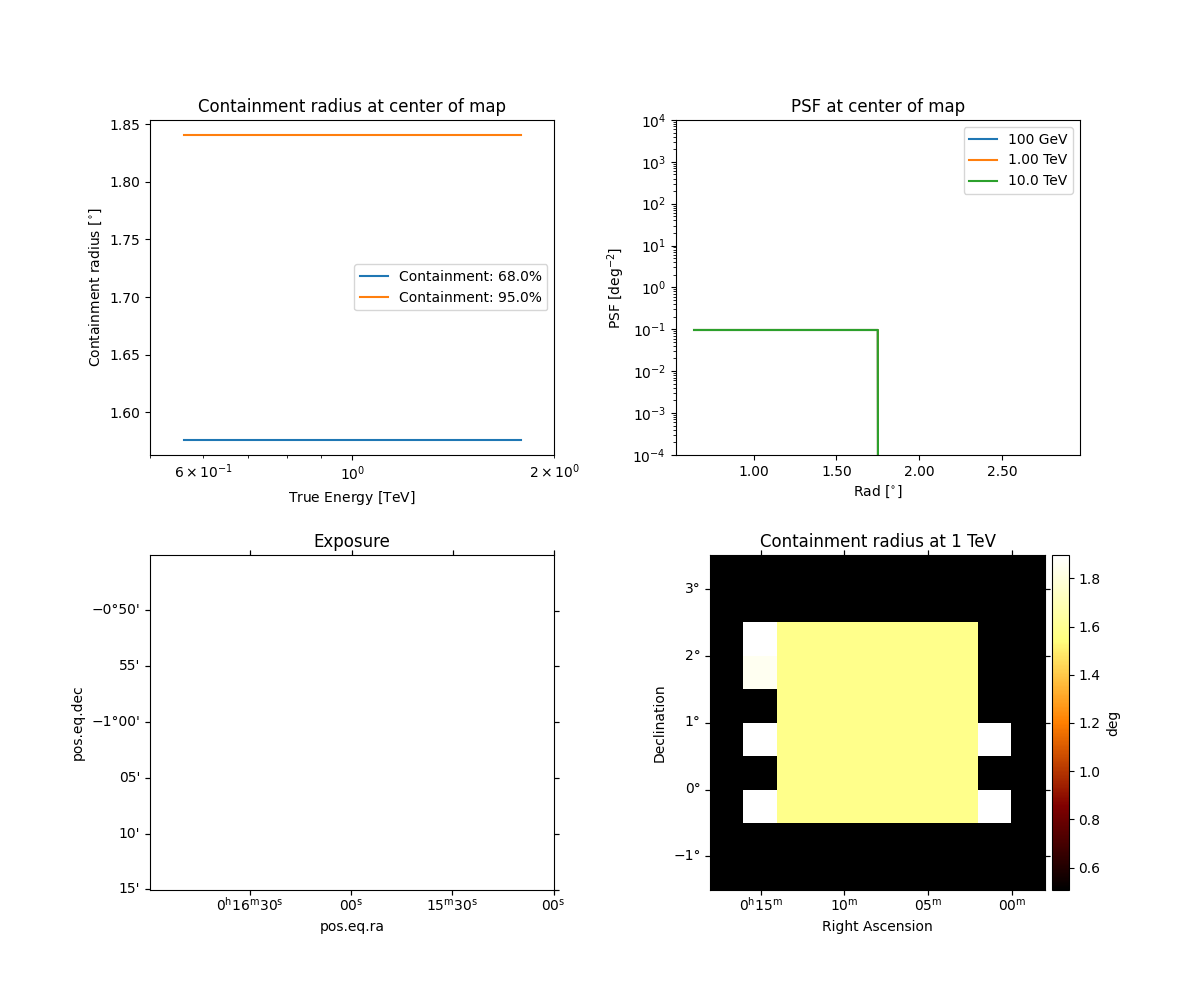 Containment radius at center of map
1.85
1.80
1.75
1.70
1.65
1.60
Containment radius [°]
Containment: 68.0%
Containment: 95.0%
6 × 10⁻¹
10⁰
2 × 10⁰
True Energy [TeV]
PSF at center of map
10⁴
10³
10²
10¹
10⁰
10⁻¹
10⁻²
10⁻³
10⁻⁴
PSF [deg⁻²]
100 GeV
1.00 TeV
10.0 TeV
1.00
1.50
2.00
2.50
Rad [°]
Exposure
−0°50'
55'
−1°00'
05'
10'
15'
pos.eq.dec
0ʰ16ᵐ30ˢ
00ˢ
15ᵐ30ˢ
00ˢ
pos.eq.ra
Containment radius at 1 TeV
3°
2°
1°
0°
−1°
Declination
0ʰ15ᵐ
10ᵐ
05ᵐ
00ᵐ
Right Ascension
1.8
1.6
1.4
1.2
1.0
0.8
0.6
deg